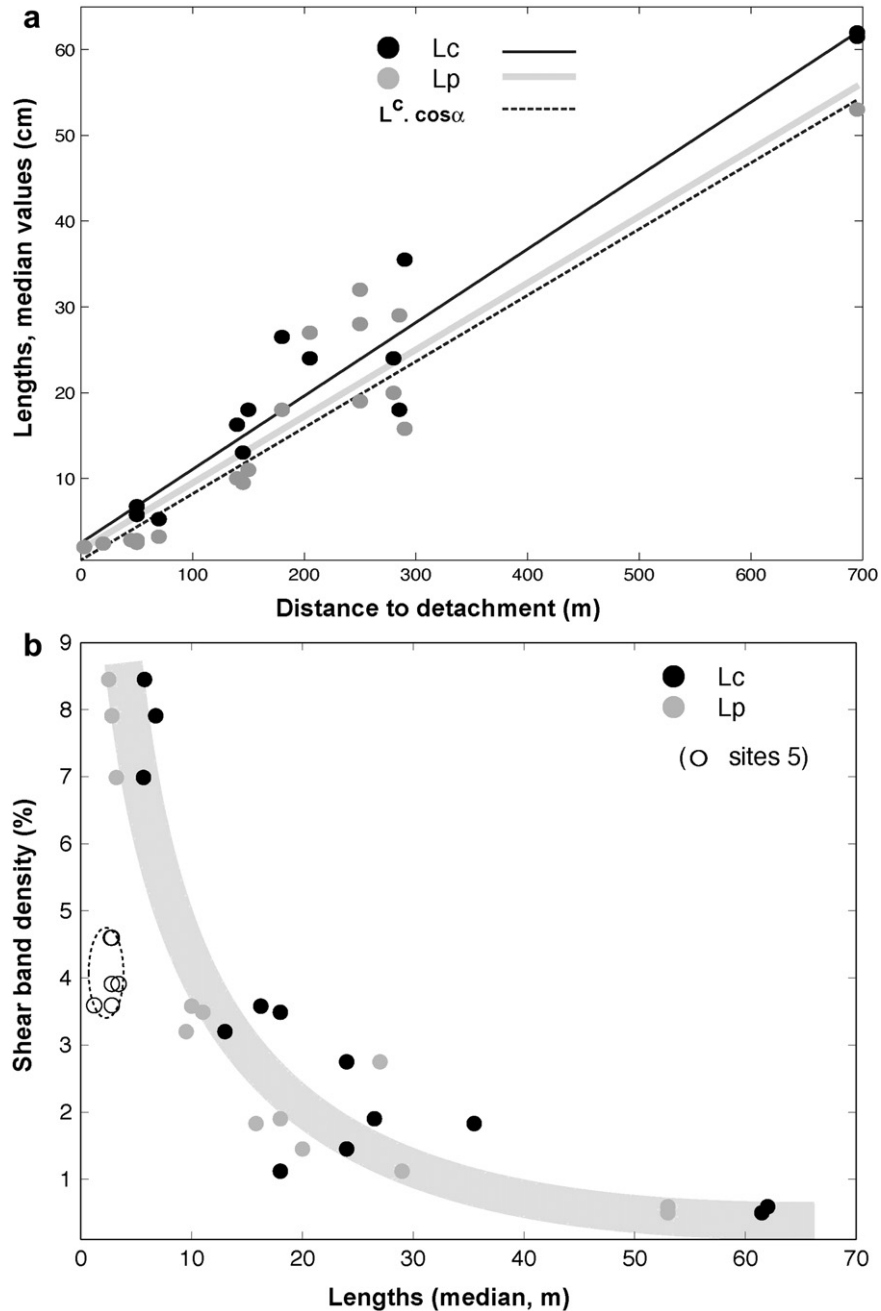 a
Lengths, median values (cm)
60
50
40
30
20
10
Lc
Lp
Lᶜ. cosα
0 100 200 300 400 500 600 700
Distance to detachment (m)
b
Shear band density (%)
9
8
7
6
5
4
3
2
1
Lc
Lp
(O sites 5)
0 10 20 30 40 50 60 70
Lengths (median, m)